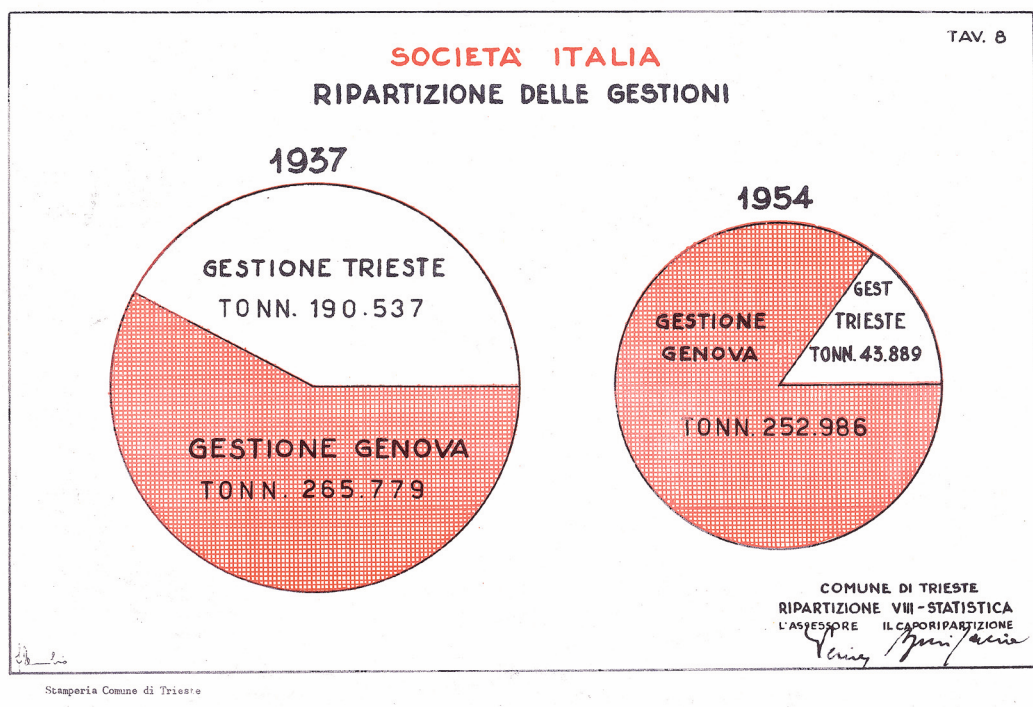 TAV. 8
SOCIETÀ ITALIA
RIPARTIZIONE DELLE GESTIONI
1937
GESTIONE TRIESTE
TONN. 190.537
GESTIONE GENOVA
TONN. 265.779
1954
GEST
TRIESTE
TONN. 43.889
GESTIONE
GENOVA
TONN. 252.986
COMUNE DI TRIESTE
RIPARTIZIONE VIII-STATISTICA
L'ASSESSORE IL CAPORIPARTIZIONE
Stamperia Comune di Trieste